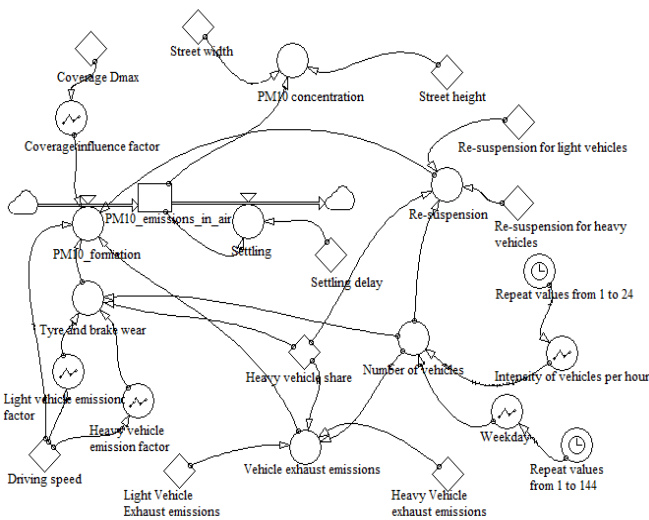 Street width
Coverage Dmax
PM10 concentration
Street height
Coverage influence factor
Re-suspension for light vehicles
PM10_emissions_in_air
Re-suspension
Re-suspension for heavy
vehicles
PM10_formation
Settling
Settling delay
Repeat values from 1 to 24
Tyre and brake wear
Heavy vehicle share
Number of vehicles
Intensity of vehicles per hour
Light vehicle emission
factor
Heavy vehicle
emission factor
Weekday
Driving speed
Vehicle exhaust emissions
Repeat values
from 1 to 144
Light Vehicle
Exhaust emissions
Heavy Vehicle
exhaust emissions